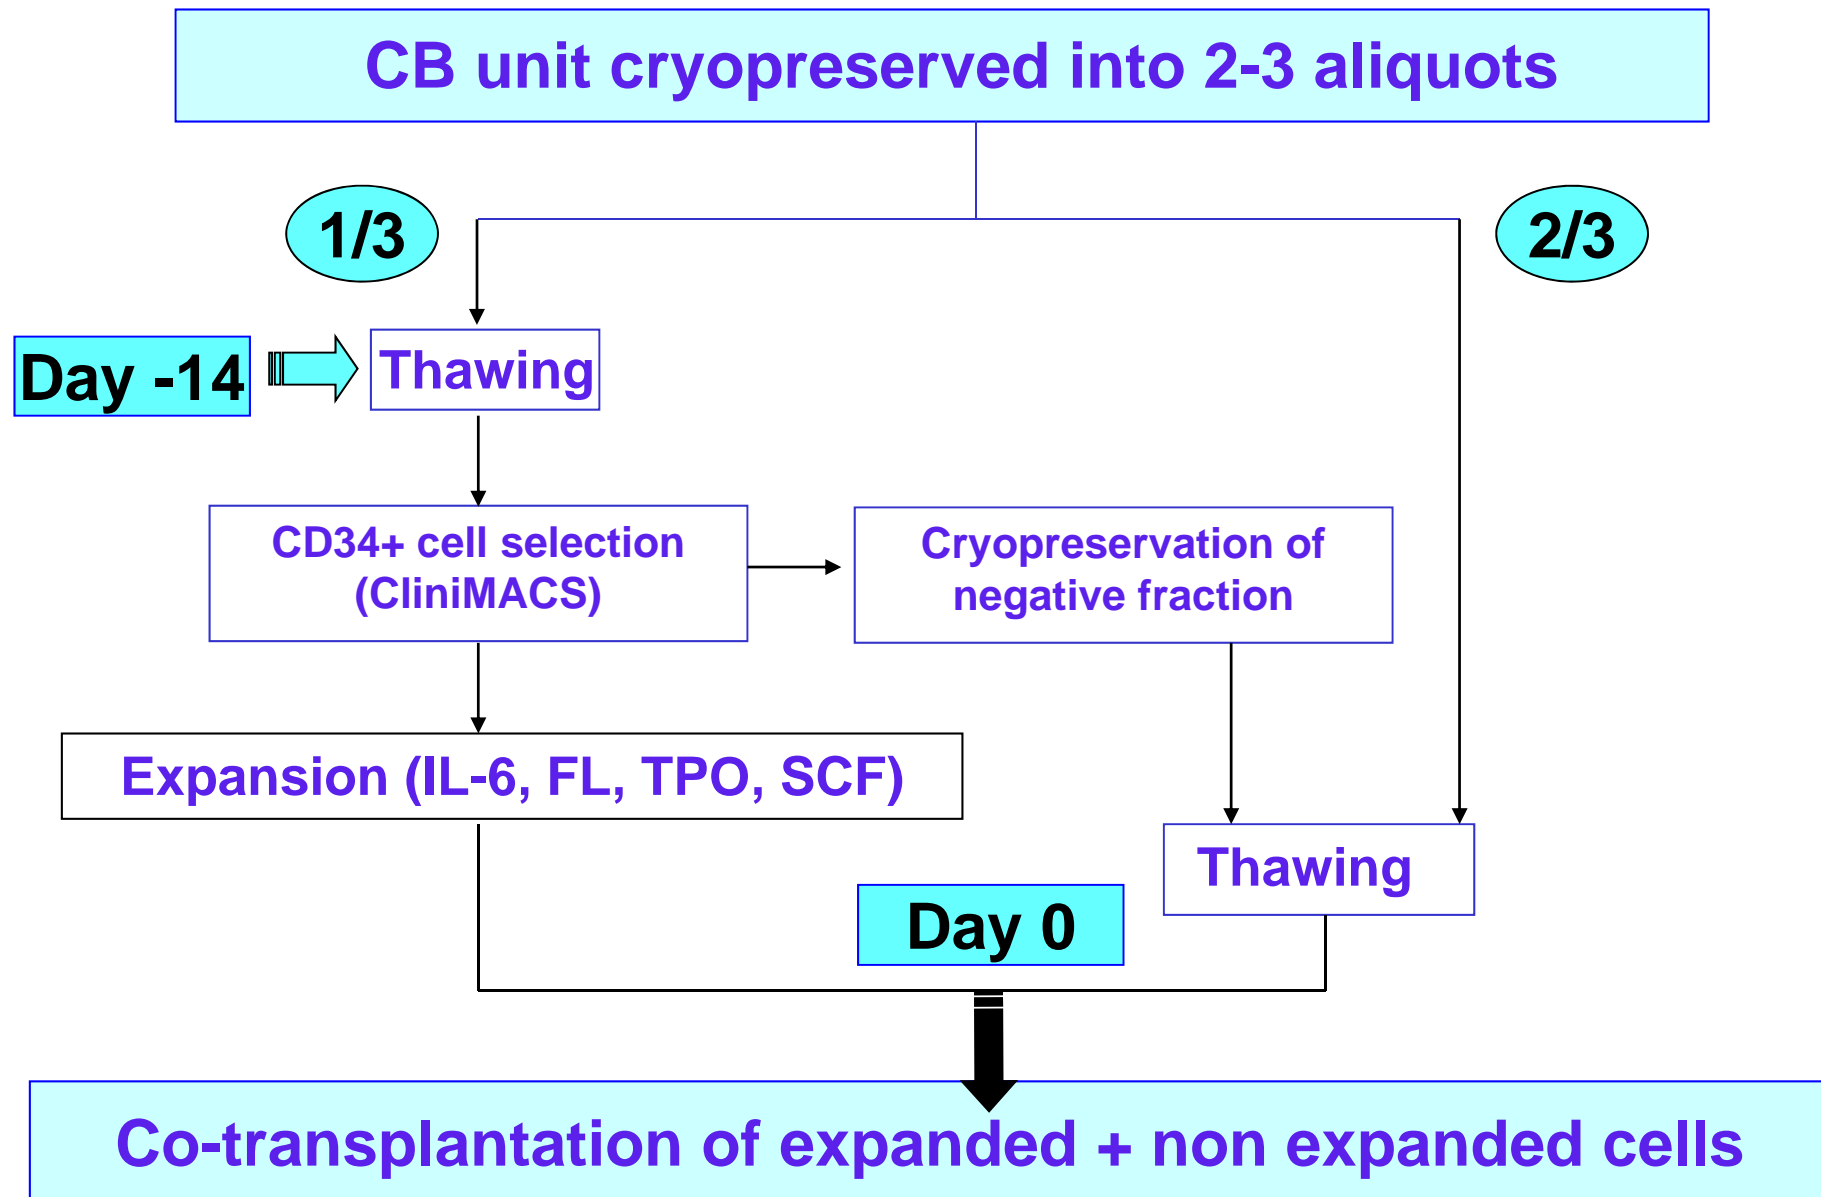 CB unit cryopreserved into 2-3 aliquots
1/3
2/3
Day -14
Thawing
CD34+ cell selection
(CliniMACS)
Cryopreservation of
negative fraction
Expansion (IL-6, FL, TPO, SCF)
Thawing
Day 0
Co-transplantation of expanded + non expanded cells